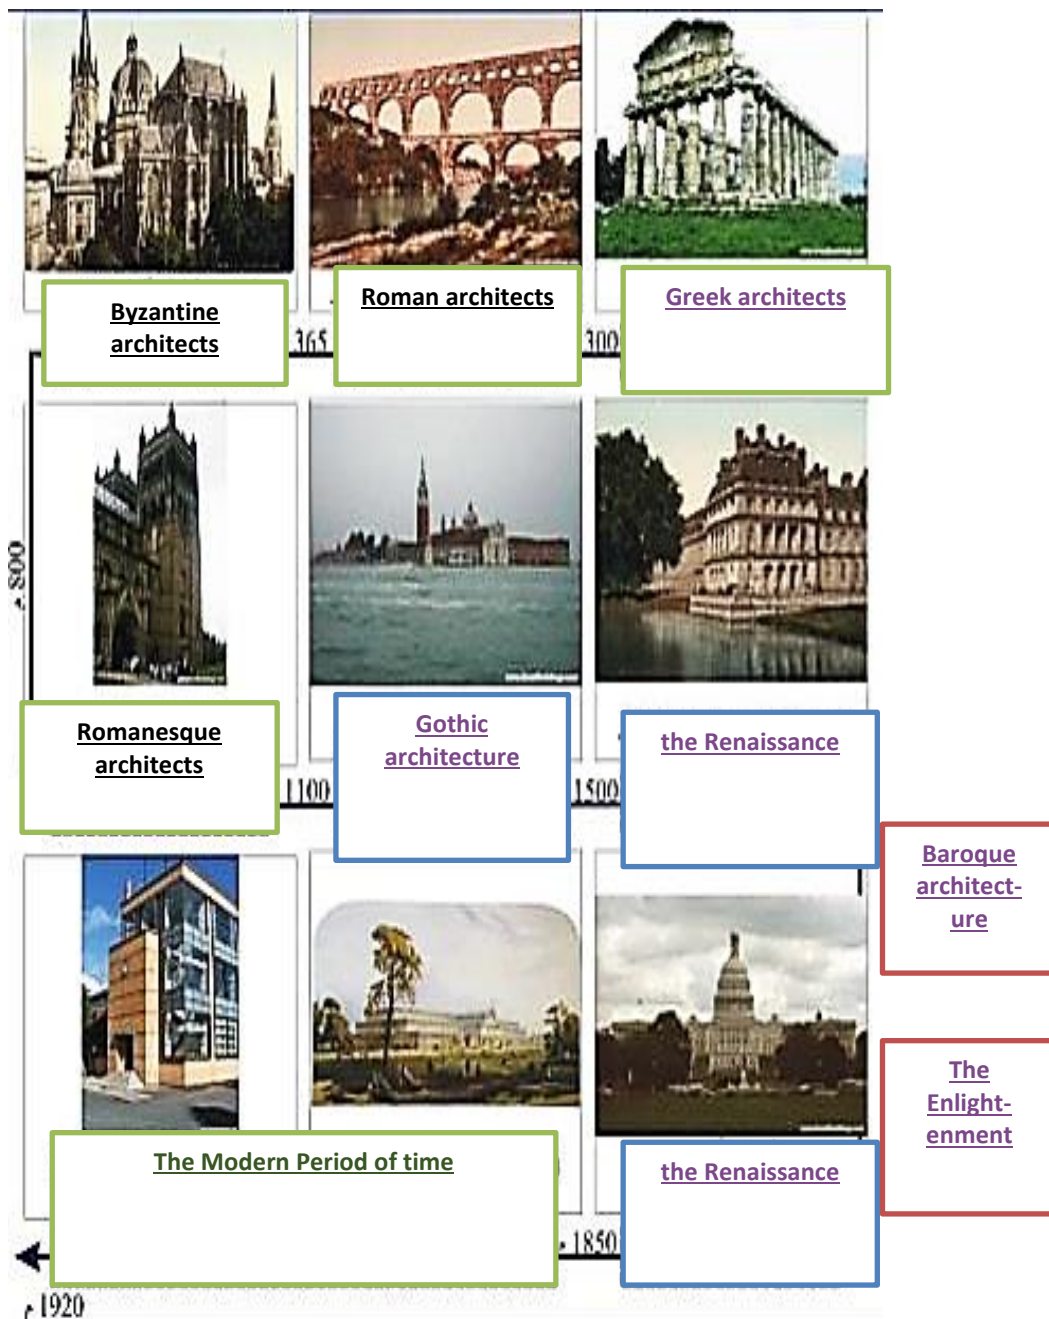 Byzantine
architects
Roman architects
Greek architects
365
300
800م
Romanesque
architects
Gothic
architecture
the Renaissance
1100
1500
Baroque
architect-
ure
The
Enlight-
enment
The Modern Period of time
the Renaissance
1850
1920 م